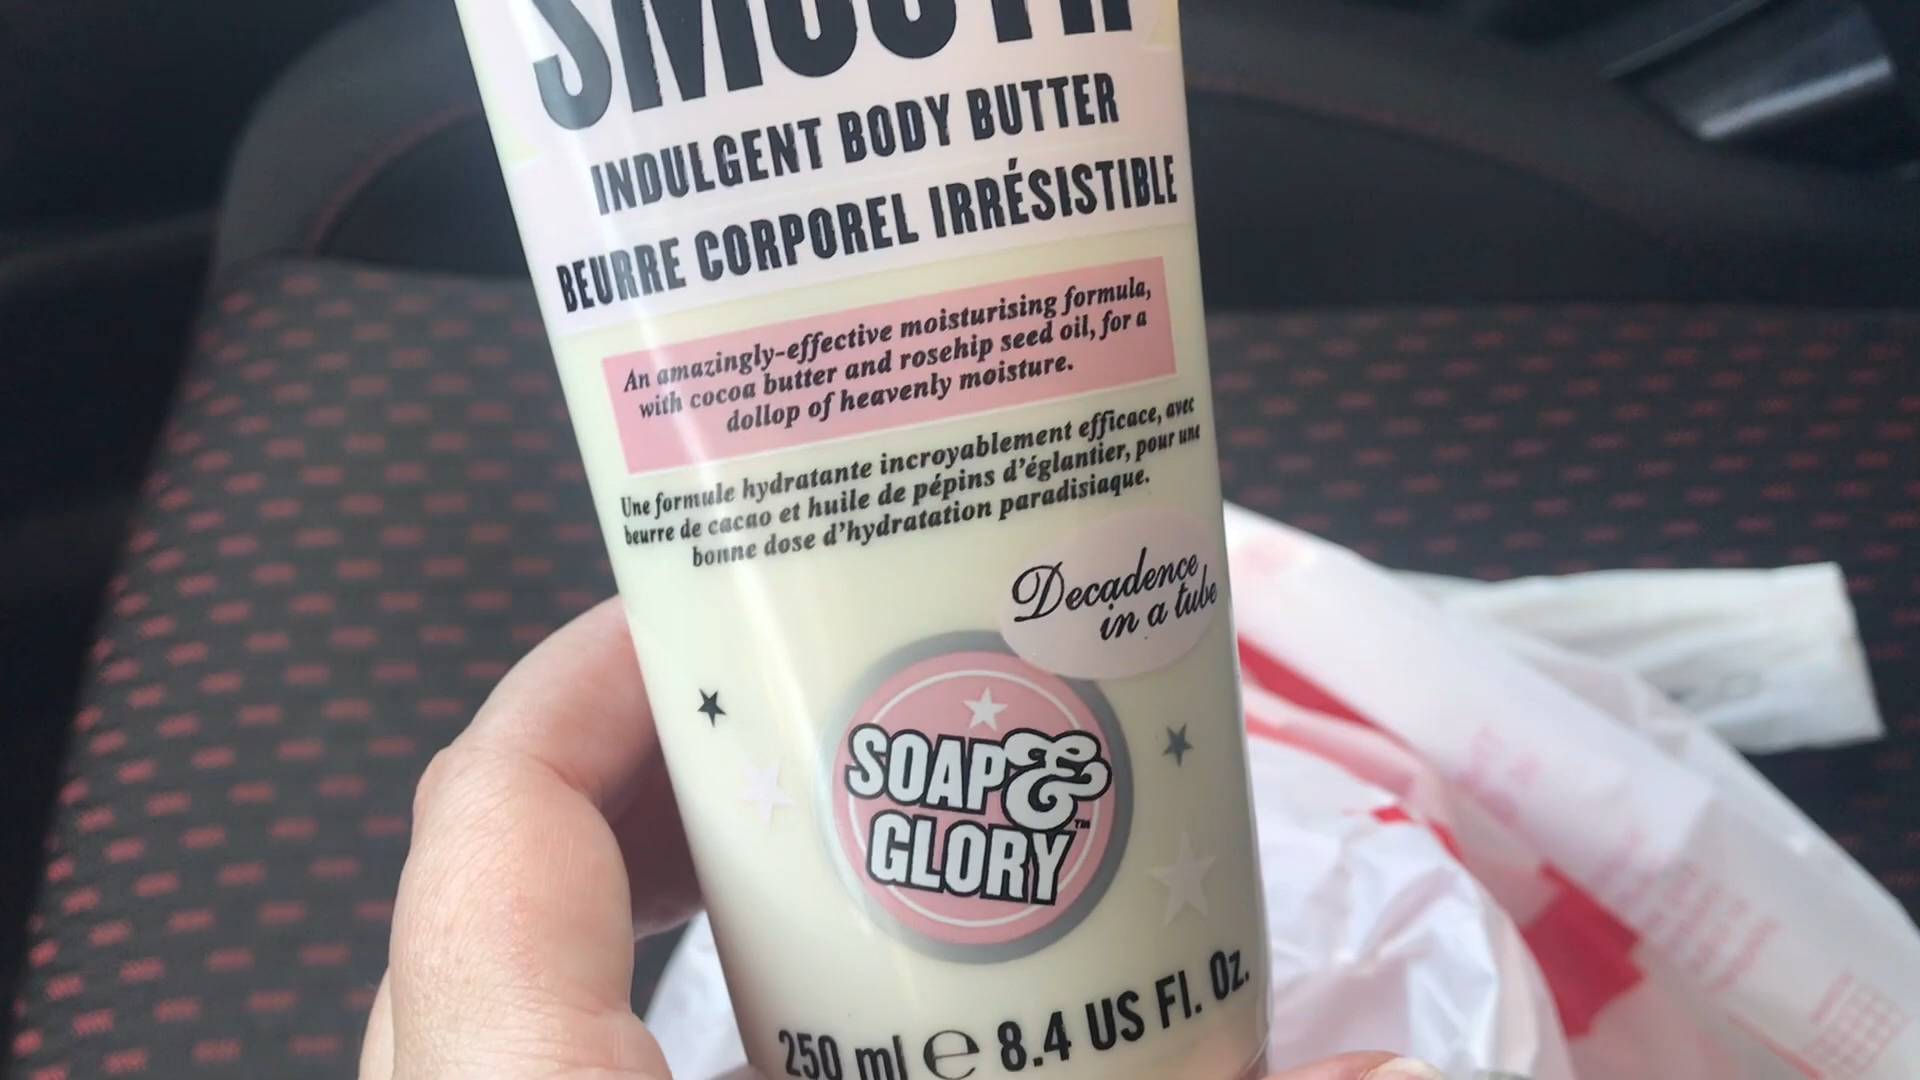 SMOOTH
INDULGENT BODY BUTTER
BEURRE CORPOREL IRRÉSISTIBLE
An amazingly-effective moisturising formula,
with cocoa butter and rosehip seed oil, for a
dollop of heavenly moisture.
Une formule hydratante incroyablement efficace, avec
beurre de cacao et huile de pépins d'églantier, pour une
bonne dose d'hydratation paradisiaque.
Decadence
in a tube
SOAP &
GLORY™
250 ml ℮ 8.4 US Fl. Oz.